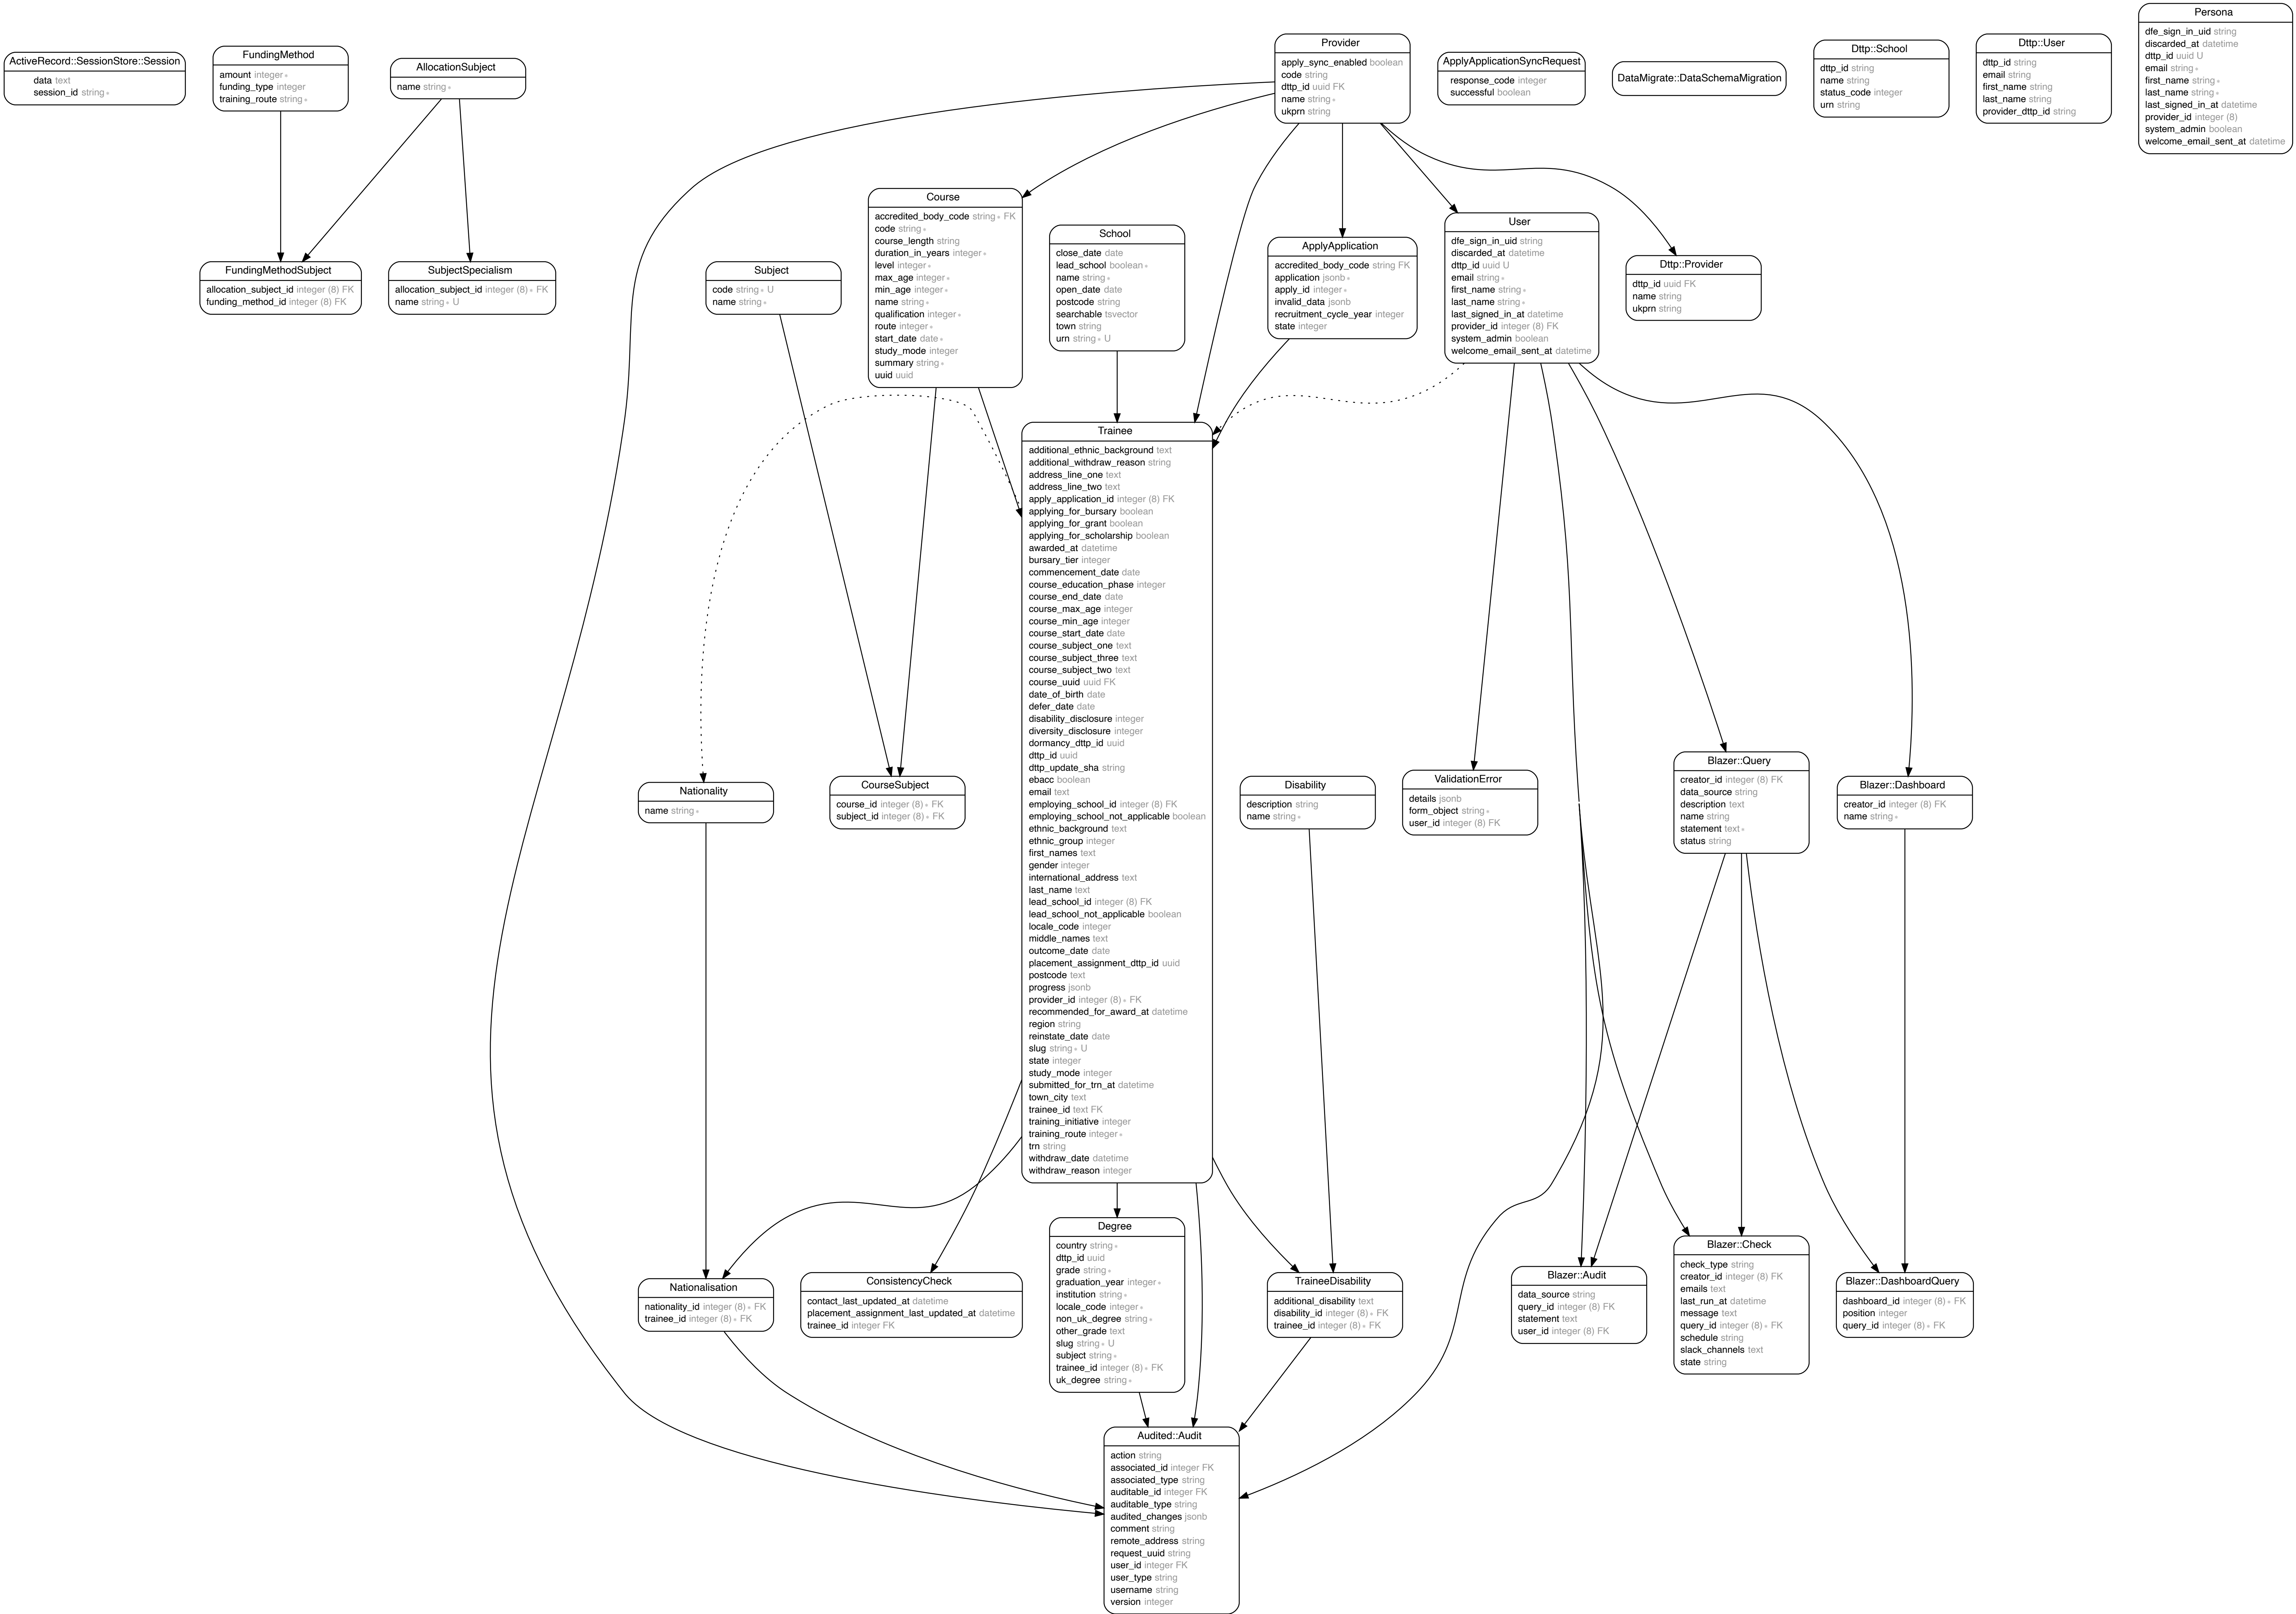 Persona
dfe_sign_in_uid string
discarded_at datetime
dttp_id uuid U
email string ∗
first_name string ∗
last_name string ∗
last_signed_in_at datetime
provider_id integer (8)
system_admin boolean
welcome_email_sent_at datetime
ActiveRecord::SessionStore::Session
data text
session_id string ∗
FundingMethod
amount integer ∗
funding_type integer
training_route string ∗
AllocationSubject
name string ∗
Provider
apply_sync_enabled boolean
code string
dttp_id uuid FK
name string ∗
ukprn string
ApplyApplicationSyncRequest
response_code integer
successful boolean
DataMigrate::DataSchemaMigration
Dttp::School
dttp_id string
name string
status_code integer
urn string
Dttp::User
dttp_id string
email string
first_name string
last_name string
provider_dttp_id string
Course
accredited_body_code string ∗ FK
code string ∗
course_length string
duration_in_years integer ∗
level integer ∗
max_age integer ∗
min_age integer ∗
name string ∗
qualification integer ∗
route integer ∗
start_date date ∗
study_mode integer
summary string ∗
uuid uuid
School
close_date date
lead_school boolean ∗
name string ∗
open_date date
postcode string
searchable tsvector
town string
urn string ∗ U
ApplyApplication
accredited_body_code string FK
application jsonb ∗
apply_id integer ∗
invalid_data jsonb
recruitment_cycle_year integer
state integer
User
dfe_sign_in_uid string
discarded_at datetime
dttp_id uuid U
email string ∗
first_name string ∗
last_name string ∗
last_signed_in_at datetime
provider_id integer (8) FK
system_admin boolean
welcome_email_sent_at datetime
Dttp::Provider
dttp_id uuid FK
name string
ukprn string
FundingMethodSubject
allocation_subject_id integer (8) FK
funding_method_id integer (8) FK
SubjectSpecialism
allocation_subject_id integer (8) ∗ FK
name string ∗ U
Subject
code string ∗ U
name string ∗
Trainee
additional_ethnic_background text
additional_withdraw_reason string
address_line_one text
address_line_two text
apply_application_id integer (8) FK
applying_for_bursary boolean
applying_for_grant boolean
applying_for_scholarship boolean
awarded_at datetime
bursary_tier integer
commencement_date date
course_education_phase integer
course_end_date date
course_max_age integer
course_min_age integer
course_start_date date
course_subject_one text
course_subject_three text
course_subject_two text
course_uuid uuid FK
date_of_birth date
defer_date date
disability_disclosure integer
diversity_disclosure integer
dormancy_dttp_id uuid
dttp_id uuid
dttp_update_sha string
ebacc boolean
email text
employing_school_id integer (8) FK
employing_school_not_applicable boolean
ethnic_background text
ethnic_group integer
first_names text
gender integer
international_address text
last_name text
lead_school_id integer (8) FK
lead_school_not_applicable boolean
locale_code integer
middle_names text
outcome_date date
placement_assignment_dttp_id uuid
postcode text
progress jsonb
provider_id integer (8) ∗ FK
recommended_for_award_at datetime
region string
reinstate_date date
slug string ∗ U
state integer
study_mode integer
submitted_for_trn_at datetime
town_city text
trainee_id text FK
training_initiative integer
training_route integer ∗
trn string
withdraw_date datetime
withdraw_reason integer
Nationality
name string ∗
CourseSubject
course_id integer (8) ∗ FK
subject_id integer (8) ∗ FK
Disability
description string
name string ∗
ValidationError
details jsonb
form_object string ∗
user_id integer (8) FK
Blazer::Query
creator_id integer (8) FK
data_source string
description text
name string
statement text ∗
status string
Blazer::Dashboard
creator_id integer (8) FK
name string ∗
Nationalisation
nationality_id integer (8) ∗ FK
trainee_id integer (8) ∗ FK
ConsistencyCheck
contact_last_updated_at datetime
placement_assignment_last_updated_at datetime
trainee_id integer FK
Degree
country string ∗
dttp_id uuid
grade string ∗
graduation_year integer ∗
institution string ∗
locale_code integer ∗
non_uk_degree string ∗
other_grade text
slug string ∗ U
subject string ∗
trainee_id integer (8) ∗ FK
uk_degree string ∗
TraineeDisability
additional_disability text
disability_id integer (8) ∗ FK
trainee_id integer (8) ∗ FK
Blazer::Audit
data_source string
query_id integer (8) FK
statement text
user_id integer (8) FK
Blazer::Check
check_type string
creator_id integer (8) FK
emails text
last_run_at datetime
message text
query_id integer (8) ∗ FK
schedule string
slack_channels text
state string
Blazer::DashboardQuery
dashboard_id integer (8) ∗ FK
position integer
query_id integer (8) ∗ FK
Audited::Audit
action string
associated_id integer FK
associated_type string
auditable_id integer FK
auditable_type string
audited_changes jsonb
comment string
remote_address string
request_uuid string
user_id integer FK
user_type string
username string
version integer